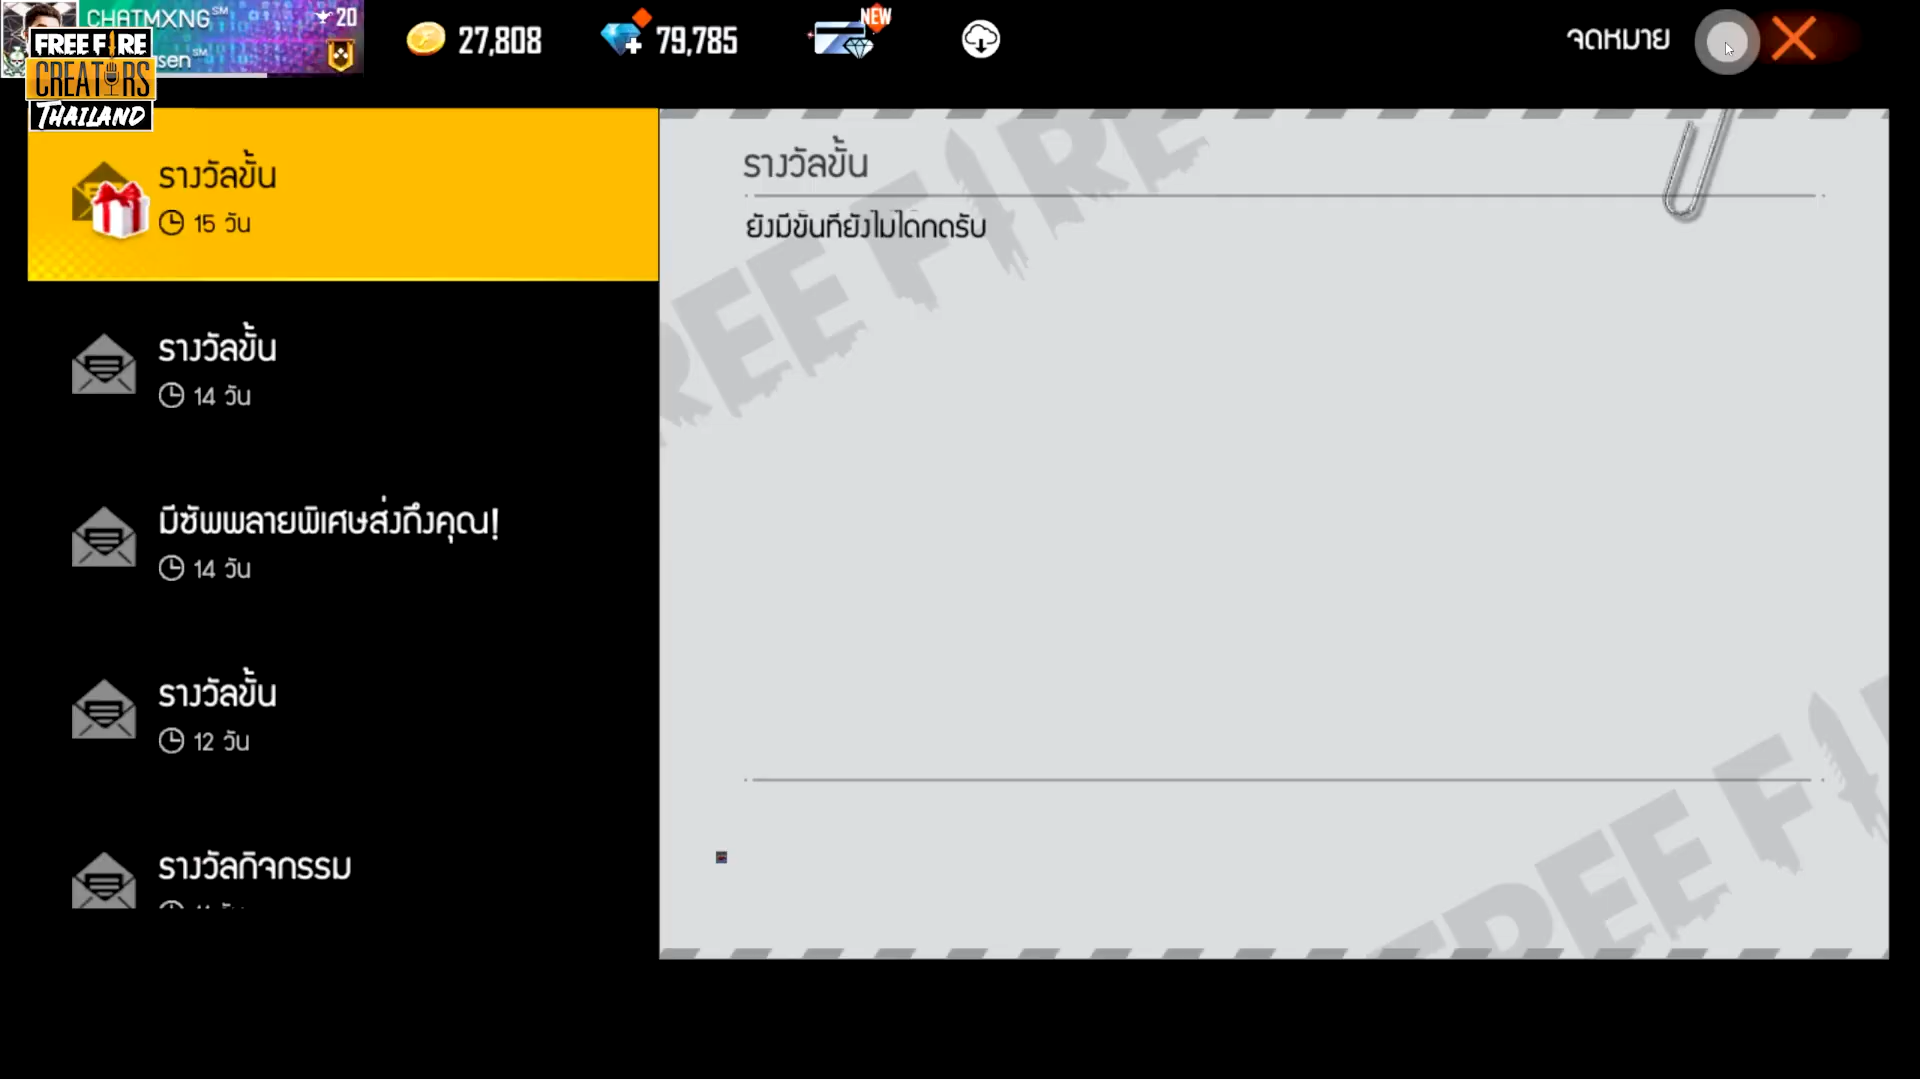 CHATMXNG℠
20
FREE FIRE
CREATORS
THAILAND
sen℠
27,808
79,785
NEW
จดหมาย
รางวัลขั้น
15 วัน
รางวัลขั้น
14 วัน
มีซัพพลายพิเศษส่งถึงคุณ!
14 วัน
รางวัลขั้น
12 วัน
รางวัลกิจกรรม
รางวัลขั้น
ยังมีขั้นที่ยังไม่ได้กดรับ
FREE FIRE
FREE FI